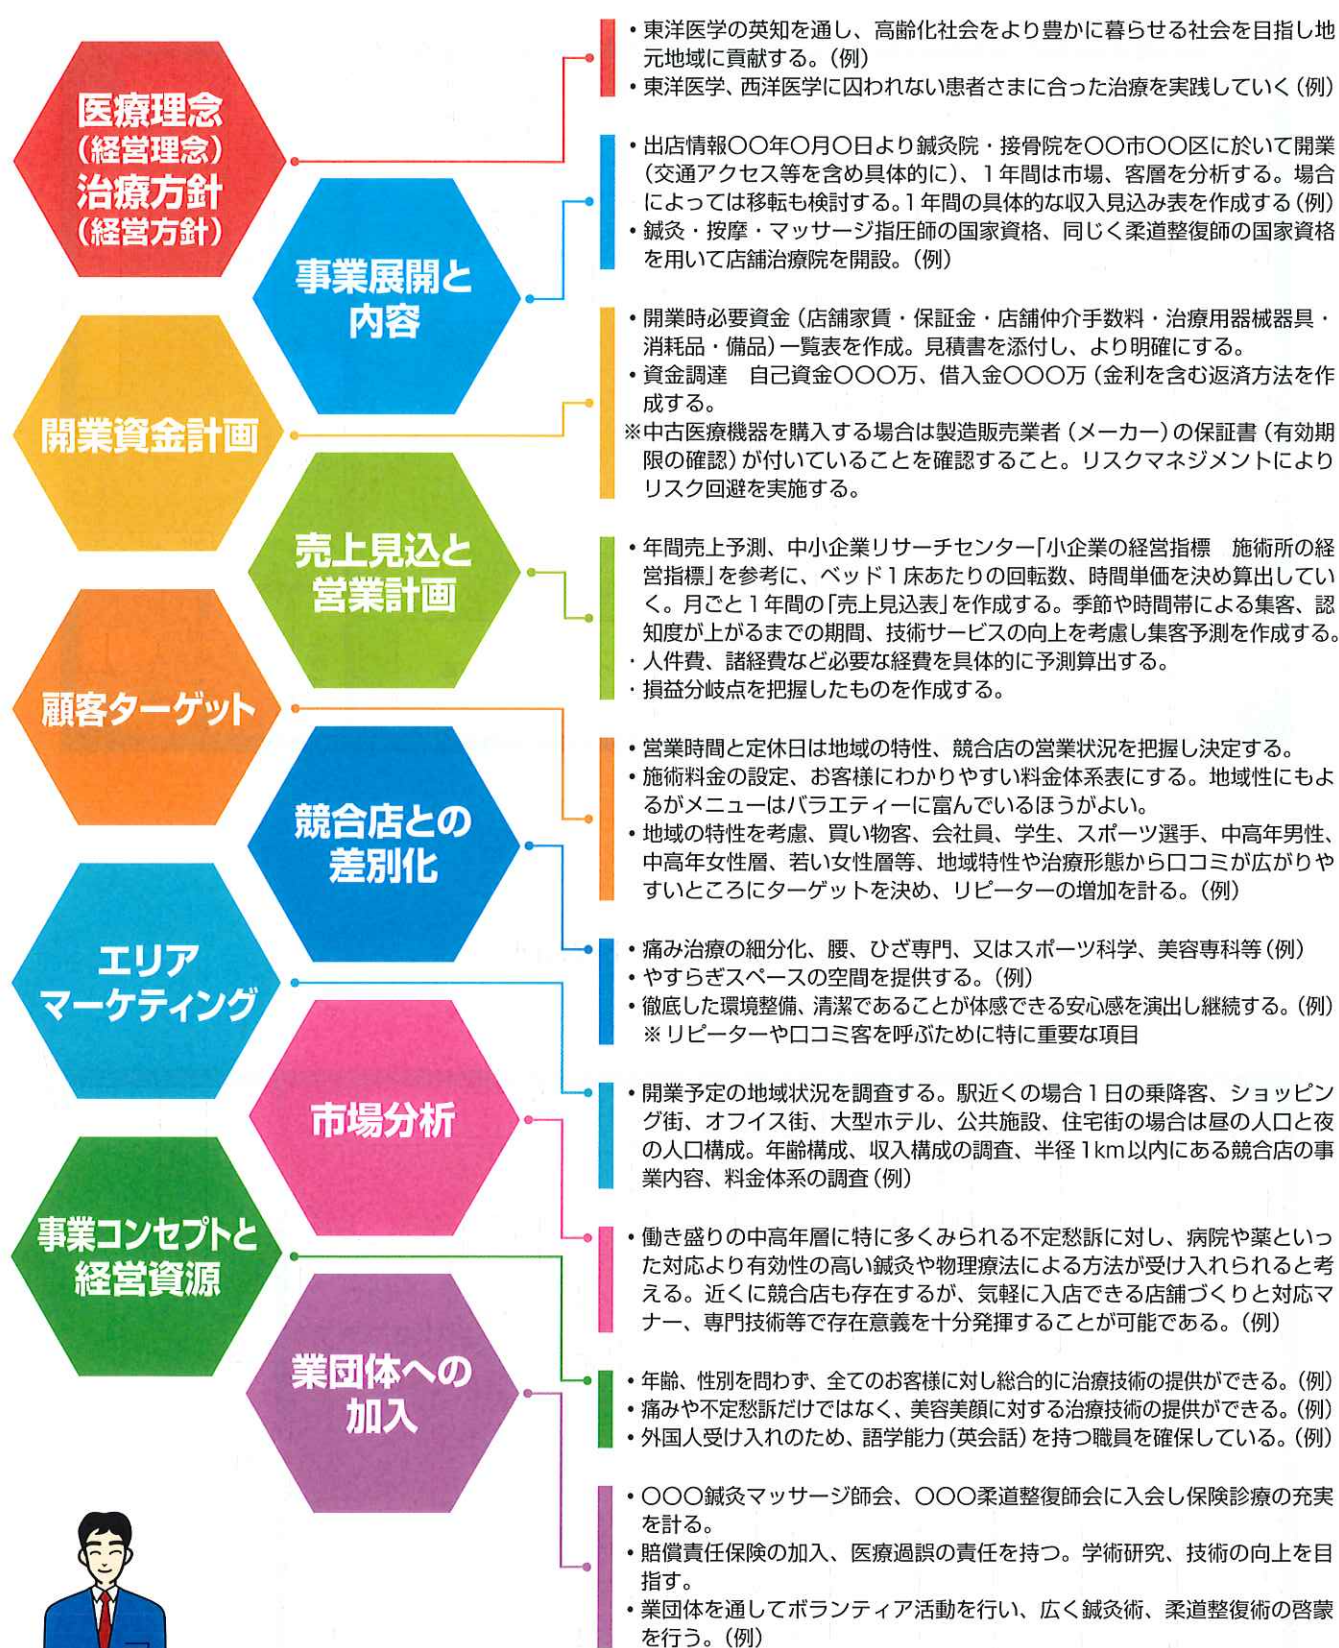 医療理念
(経営理念)
治療方針
(経営方針)
・東洋医学の英知を通し、高齢化社会をより豊かに暮らせる社会を目指し地
元地域に貢献する。(例)
・東洋医学、西洋医学に囚われない患者さまに合った治療を実践していく(例)
事業展開と
内容
・出店情報〇〇年〇月〇日より鍼灸院・接骨院を〇〇市〇〇区に於いて開業
(交通アクセス等を含め具体的に)、1年間は市場、客層を分析する。場合
によっては移転も検討する。1年間の具体的な収入見込み表を作成する(例)
・鍼灸・按摩・マッサージ指圧師の国家資格、同じく柔道整復師の国家資格
を用いて店舗治療院を開設。(例)
開業資金計画
・開業時必要資金(店舗家賃・保証金・店舗仲介手数料・治療用器械器具・
消耗品・備品)一覧表を作成。見積書を添付し、より明確にする。
・資金調達　自己資金〇〇〇万、借入金〇〇〇万(金利を含む返済方法を作
成する。
※中古医療機器を購入する場合は製造販売業者(メーカー)の保証書(有効期
限の確認)が付いていることを確認すること。リスクマネジメントにより
リスク回避を実施する。
売上見込と
営業計画
・年間売上予測、中小企業リサーチセンター「小企業の経営指標　施術所の経
営指標」を参考に、ベッド1床あたりの回転数、時間単価を決め算出してい
く。月ごと1年間の「売上見込表」を作成する。季節や時間帯による集客、認
知度が上がるまでの期間、技術サービスの向上を考慮し集客予測を作成する。
・人件費、諸経費など必要な経費を具体的に予測算出する。
・損益分岐点を把握したものを作成する。
顧客ターゲット
・営業時間と定休日は地域の特性、競合店の営業状況を把握し決定する。
・施術料金の設定、お客様にわかりやすい料金体系表にする。地域性にもよ
るがメニューはバラエティーに富んでいるほうがよい。
・地域の特性を考慮、買い物客、会社員、学生、スポーツ選手、中高年男性、
中高年女性層、若い女性層等、地域特性や治療形態から口コミが広がりや
すいところにターゲットを決め、リピーターの増加を計る。(例)
競合店との
差別化
・痛み治療の細分化、腰、ひざ専門、又はスポーツ科学、美容専科等(例)
・やすらぎスペースの空間を提供する。(例)
・徹底した環境整備、清潔であることが体感できる安心感を演出し継続する。(例)
※リピーターや口コミ客を呼ぶために特に重要な項目
エリア
マーケティング
・開業予定の地域状況を調査する。駅近くの場合1日の乗降客、ショッピン
グ街、オフイス街、大型ホテル、公共施設、住宅街の場合は昼の人口と夜
の人口構成。年齢構成、収入構成の調査、半径1km以内にある競合店の事
業内容、料金体系の調査(例)
市場分析
・働き盛りの中高年層に特に多くみられる不定愁訴に対し、病院や薬といっ
た対応より有効性の高い鍼灸や物理療法による方法が受け入れられると考
える。近くに競合店も存在するが、気軽に入店できる店舗づくりと対応マ
ナー、専門技術等で存在意義を十分発揮することが可能である。(例)
事業コンセプトと
経営資源
・年齢、性別を問わず、全てのお客様に対し総合的に治療技術の提供ができる。(例)
・痛みや不定愁訴だけではなく、美容美顔に対する治療技術の提供ができる。(例)
・外国人受け入れのため、語学能力(英会話)を持つ職員を確保している。(例)
業団体への
加入
・〇〇〇鍼灸マッサージ師会、〇〇〇柔道整復師会に入会し保険診療の充実
を計る。
・賠償責任保険の加入、医療過誤の責任を持つ。学術研究、技術の向上を目
指す。
・業団体を通してボランティア活動を行い、広く鍼灸術、柔道整復術の啓蒙
を行う。(例)